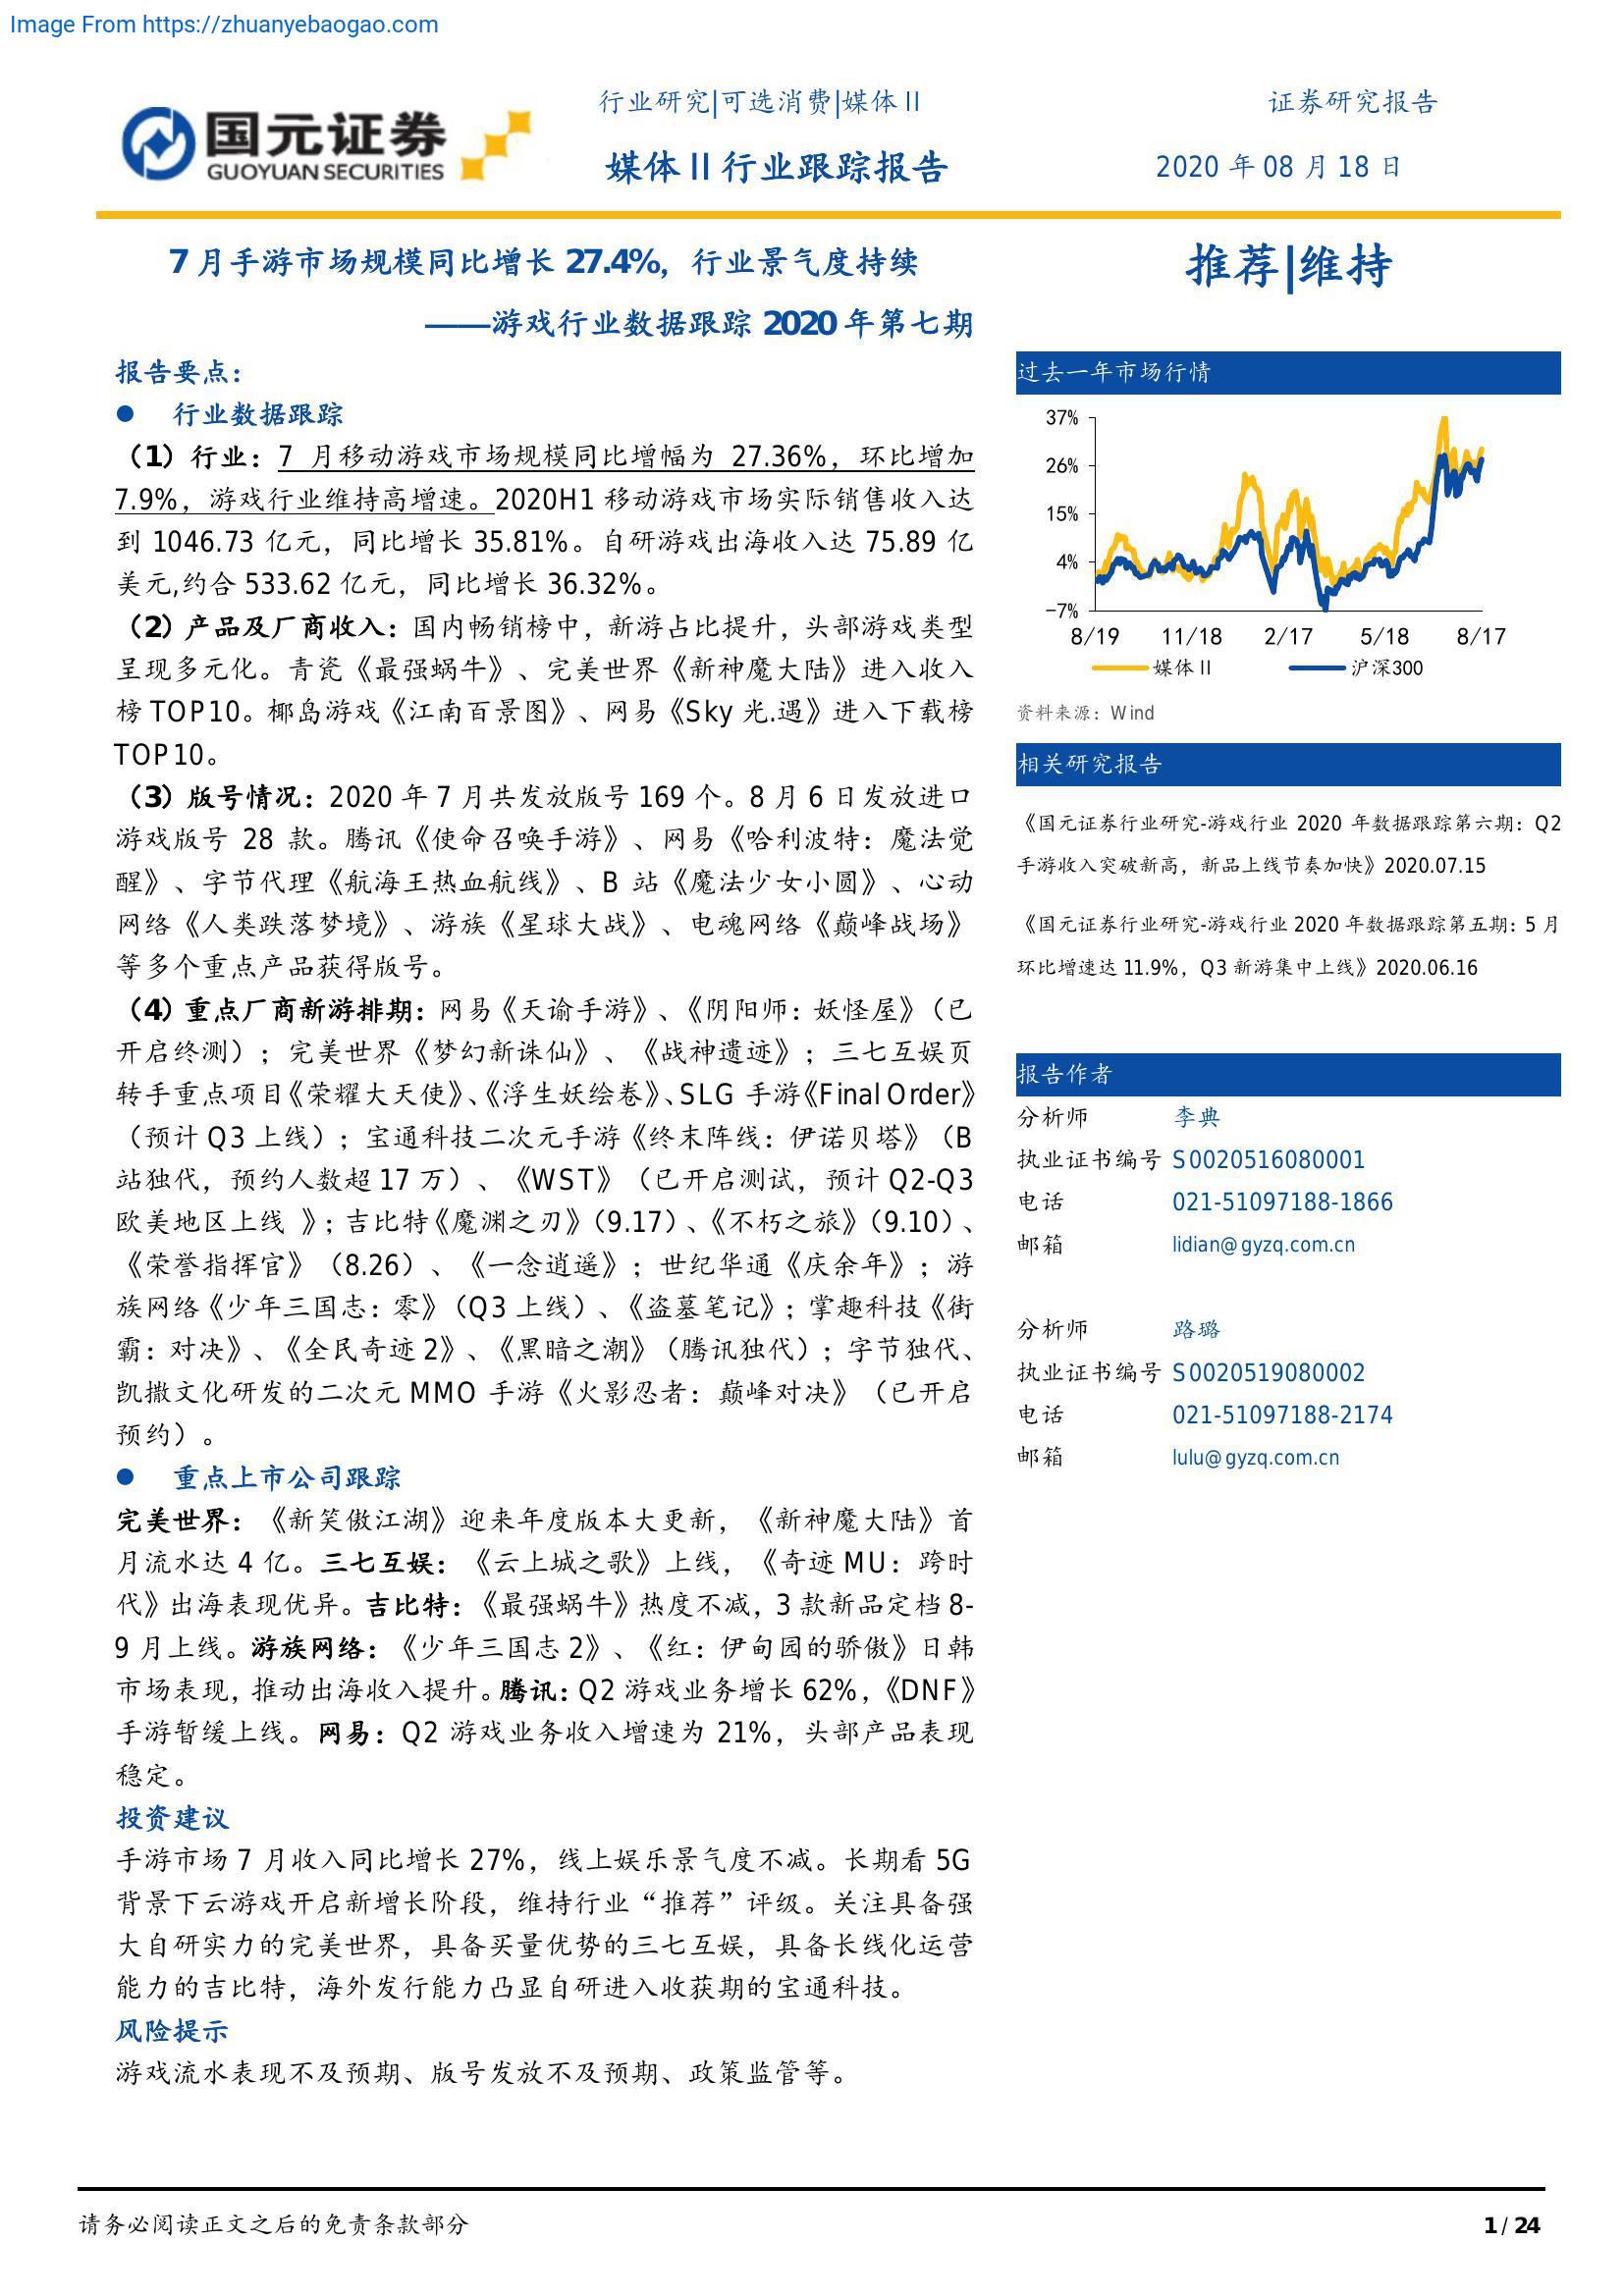 Image From https://zhuanyebaogao.com
国元证券
GUOYUAN SECURITIES
行业研究|可选消费|媒体Ⅱ
证券研究报告
媒体Ⅱ行业跟踪报告
2020 年 08 月 18 日
7 月手游市场规模同比增长 27.4%，行业景气度持续
——游戏行业数据跟踪 2020 年第七期
报告要点：
● 行业数据跟踪
（1）行业：7 月移动游戏市场规模同比增幅为 27.36%，环比增加
7.9%，游戏行业维持高增速。2020H1 移动游戏市场实际销售收入达
到 1046.73 亿元，同比增长 35.81%。自研游戏出海收入达 75.89 亿
美元,约合 533.62 亿元，同比增长 36.32%。
（2）产品及厂商收入：国内畅销榜中，新游占比提升，头部游戏类型
呈现多元化。青瓷《最强蜗牛》、完美世界《新神魔大陆》进入收入
榜 TOP10。椰岛游戏《江南百景图》、网易《Sky 光.遇》进入下载榜
TOP10。
（3）版号情况：2020 年 7 月共发放版号 169 个。8 月 6 日发放进口
游戏版号 28 款。腾讯《使命召唤手游》、网易《哈利波特：魔法觉
醒》、字节代理《航海王热血航线》、B 站《魔法少女小圆》、心动
网络《人类跌落梦境》、游族《星球大战》、电魂网络《巅峰战场》
等多个重点产品获得版号。
（4）重点厂商新游排期：网易《天谕手游》、《阴阳师：妖怪屋》（已
开启终测）；完美世界《梦幻新诛仙》、《战神遗迹》；三七互娱页
转手重点项目《荣耀大天使》、《浮生妖绘卷》、SLG 手游《Final Order》
（预计 Q3 上线）；宝通科技二次元手游《终末阵线：伊诺贝塔》（B
站独代，预约人数超 17 万）、《WST》（已开启测试，预计 Q2-Q3
欧美地区上线 》；吉比特《魔渊之刃》（9.17）、《不朽之旅》（9.10）、
《荣誉指挥官》（8.26）、《一念逍遥》；世纪华通《庆余年》；游
族网络《少年三国志：零》（Q3 上线）、《盗墓笔记》；掌趣科技《街
霸：对决》、《全民奇迹 2》、《黑暗之潮》（腾讯独代）；字节独代、
凯撒文化研发的二次元 MMO 手游《火影忍者：巅峰对决》（已开启
预约）。
● 重点上市公司跟踪
完美世界：《新笑傲江湖》迎来年度版本大更新，《新神魔大陆》首
月流水达 4 亿。三七互娱：《云上城之歌》上线，《奇迹 MU：跨时
代》出海表现优异。吉比特：《最强蜗牛》热度不减，3 款新品定档 8-
9 月上线。游族网络：《少年三国志 2》、《红：伊甸园的骄傲》日韩
市场表现，推动出海收入提升。腾讯：Q2 游戏业务增长 62%，《DNF》
手游暂缓上线。网易：Q2 游戏业务收入增速为 21%，头部产品表现
稳定。
投资建议
手游市场 7 月收入同比增长 27%，线上娱乐景气度不减。长期看 5G
背景下云游戏开启新增长阶段，维持行业“推荐”评级。关注具备强
大自研实力的完美世界，具备买量优势的三七互娱，具备长线化运营
能力的吉比特，海外发行能力凸显自研进入收获期的宝通科技。
风险提示
游戏流水表现不及预期、版号发放不及预期、政策监管等。
推荐|维持
过去一年市场行情
37%
26%
15%
4%
-7%
8/19 11/18 2/17 5/18 8/17
媒体Ⅱ 沪深300
资料来源：Wind
相关研究报告
《国元证券行业研究-游戏行业 2020 年数据跟踪第六期：Q2
手游收入突破新高，新品上线节奏加快》2020.07.15
《国元证券行业研究-游戏行业 2020 年数据跟踪第五期：5 月
环比增速达 11.9%，Q3 新游集中上线》2020.06.16
报告作者
分析师 李典
执业证书编号 S0020516080001
电话 021-51097188-1866
邮箱 lidian@gyzq.com.cn
分析师 路璐
执业证书编号 S0020519080002
电话 021-51097188-2174
邮箱 lulu@gyzq.com.cn
请务必阅读正文之后的免责条款部分
1 / 24